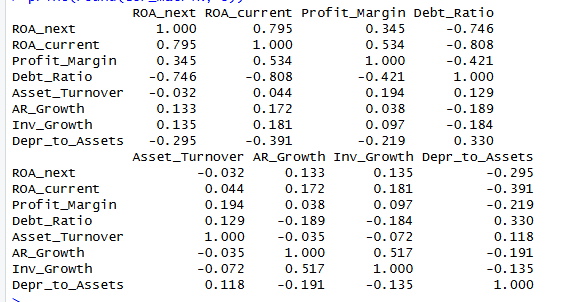 ROA_next ROA_current Profit_Margin Debt_Ratio
ROA_next 1.000 0.795 0.345 -0.746
ROA_current 0.795 1.000 0.534 -0.808
Profit_Margin 0.345 0.534 1.000 -0.421
Debt_Ratio -0.746 -0.808 -0.421 1.000
Asset_Turnover -0.032 0.044 0.194 0.129
AR_Growth 0.133 0.172 0.038 -0.189
Inv_Growth 0.135 0.181 0.097 -0.184
Depr_to_Assets -0.295 -0.391 -0.219 0.330
Asset_Turnover AR_Growth Inv_Growth Depr_to_Assets
ROA_next -0.032 0.133 0.135 -0.295
ROA_current 0.044 0.172 0.181 -0.391
Profit_Margin 0.194 0.038 0.097 -0.219
Debt_Ratio 0.129 -0.189 -0.184 0.330
Asset_Turnover 1.000 -0.035 -0.072 0.118
AR_Growth -0.035 1.000 0.517 -0.191
Inv_Growth -0.072 0.517 1.000 -0.135
Depr_to_Assets 0.118 -0.191 -0.135 1.000